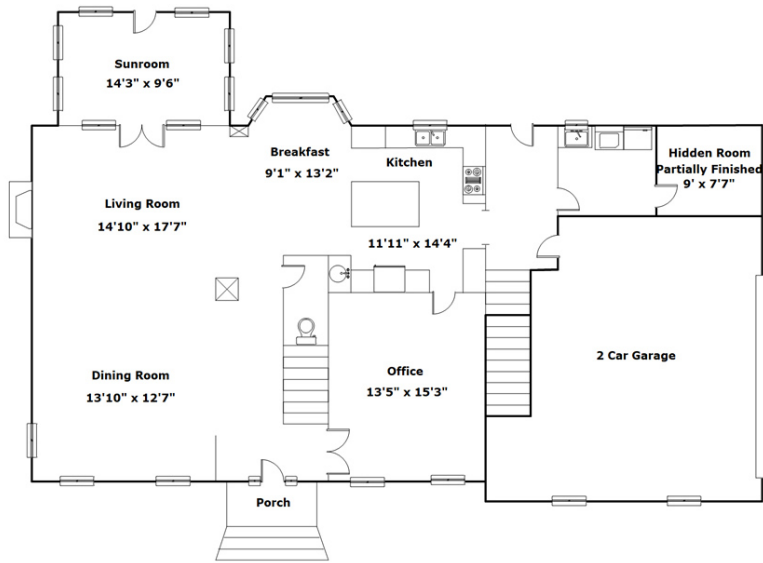 Sunroom
14'3" x 9'6"
Breakfast
9'1" x 13'2"
Kitchen
11'11" x 14'4"
Hidden Room
Partially Finished
9' x 7'7"
Living Room
14'10" x 17'7"
2 Car Garage
Dining Room
13'10" x 12'7"
Office
13'5" x 15'3"
Porch